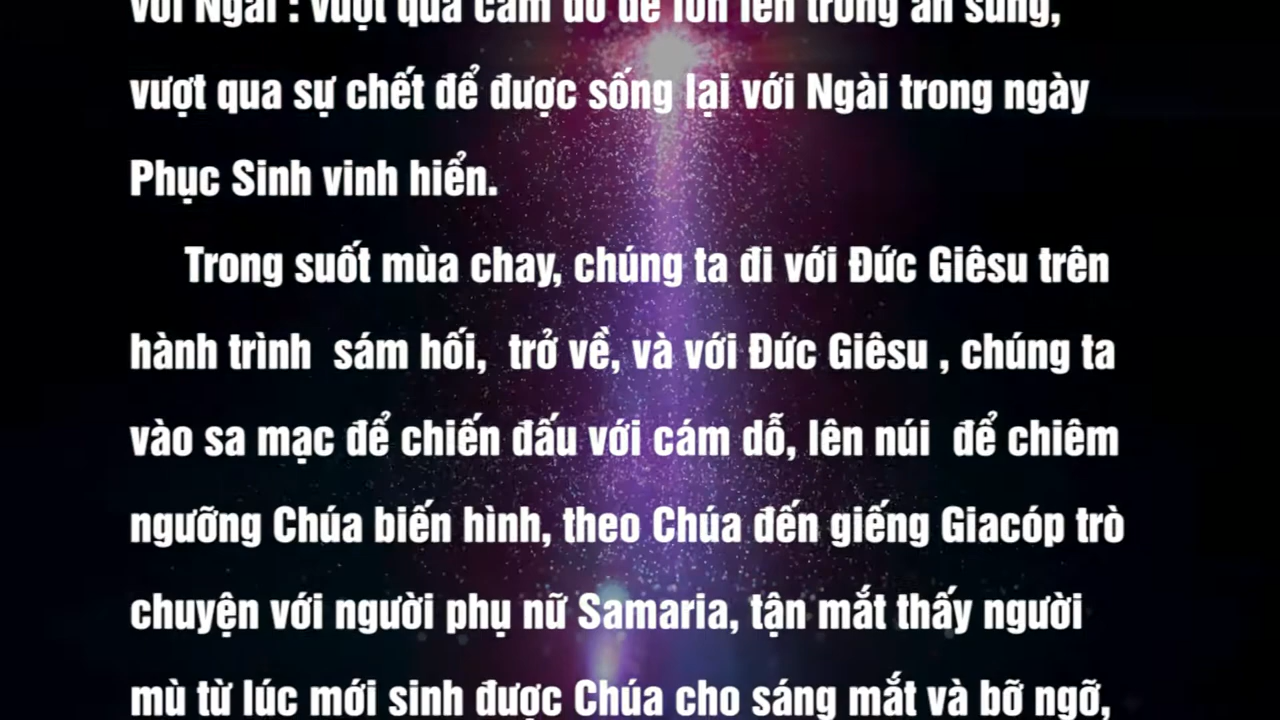 với Ngài : vượt qua cám dỗ để lớn lên trong ân sủng,
vượt qua sự chết để được sống lại với Ngài trong ngày
Phục Sinh vinh hiển.
Trong suốt mùa chay, chúng ta đi với Đức Giêsu trên
hành trình  sám hối,  trở về, và với Đức Giêsu , chúng ta
vào sa mạc để chiến đấu với cám dỗ, lên núi  để chiêm
ngưỡng Chúa biến hình, theo Chúa đến giếng Giacóp trò
chuyện với người phụ nữ Samaria, tận mắt thấy người
mù từ lúc mới sinh được Chúa cho sáng mắt và bỡ ngỡ,